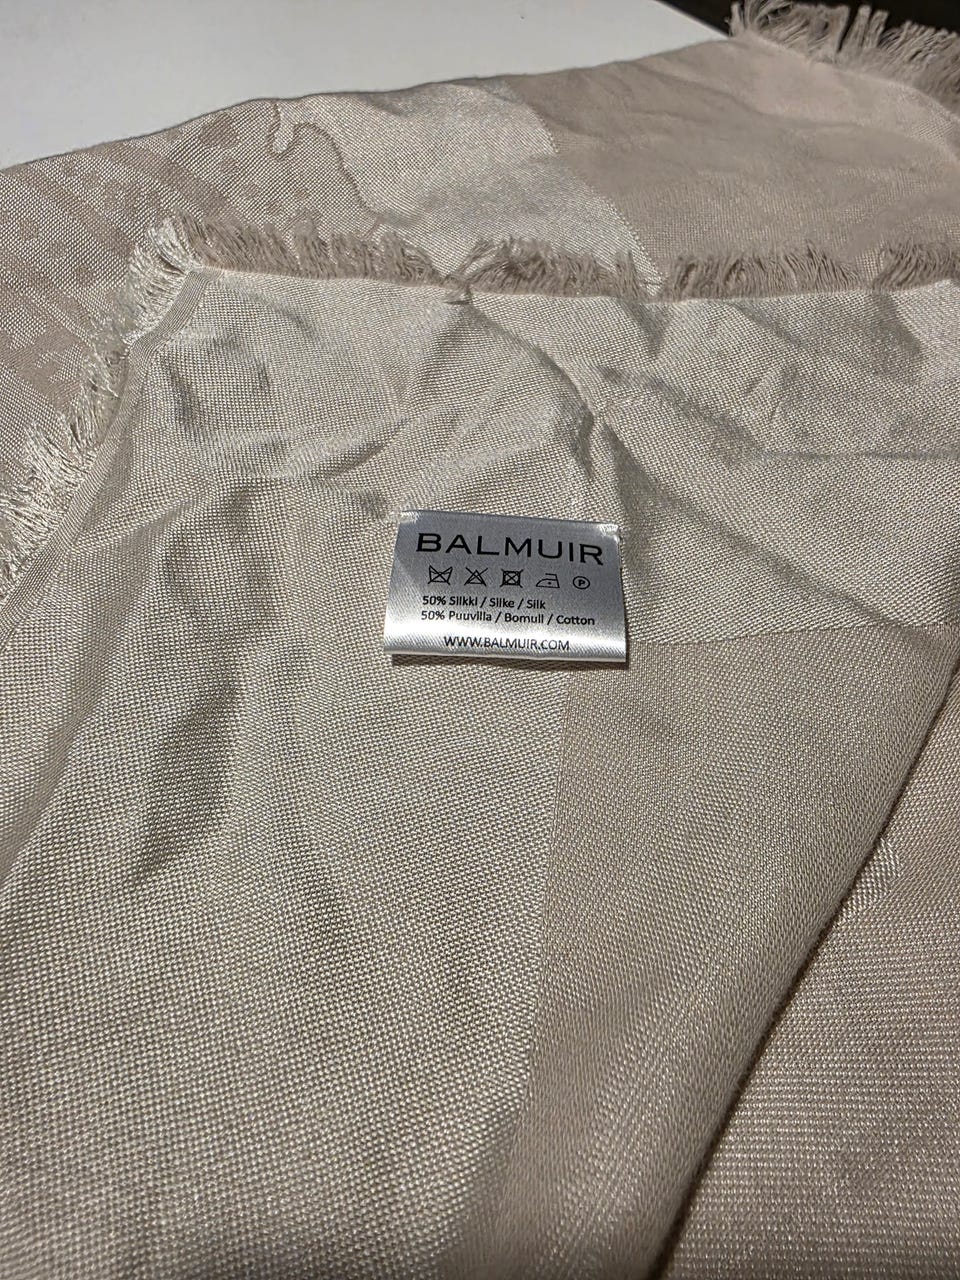 BALMUIR
P
50% Silkki / Silke / Silk
50% Puuvilla / Bomull / Cotton
WWW.BALMUIR.COM